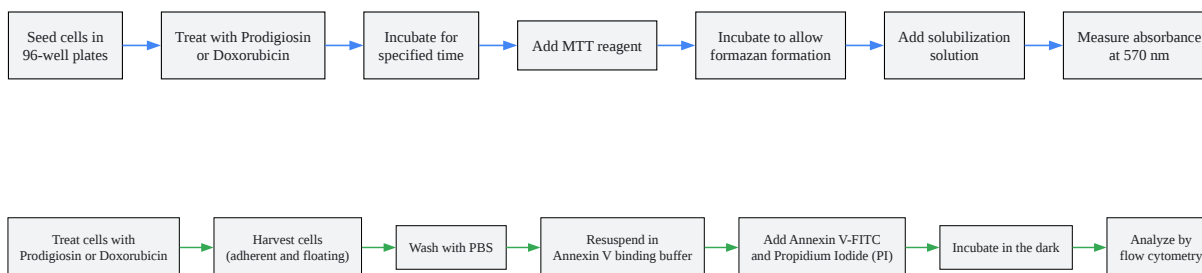 Seed cells in
96-well plates
Treat with Prodigiosin
or Doxorubicin
Incubate for
specified time
Add MTT reagent
Incubate to allow
formazan formation
Add solubilization
solution
Measure absorbance
at 570 nm
Treat cells with
Prodigiosin or Doxorubicin
Harvest cells
(adherent and floating)
Wash with PBS
Resuspend in
Annexin V binding buffer
Add Annexin V-FITC
and Propidium Iodide (PI)
Incubate in the dark
Analyze by
flow cytometry